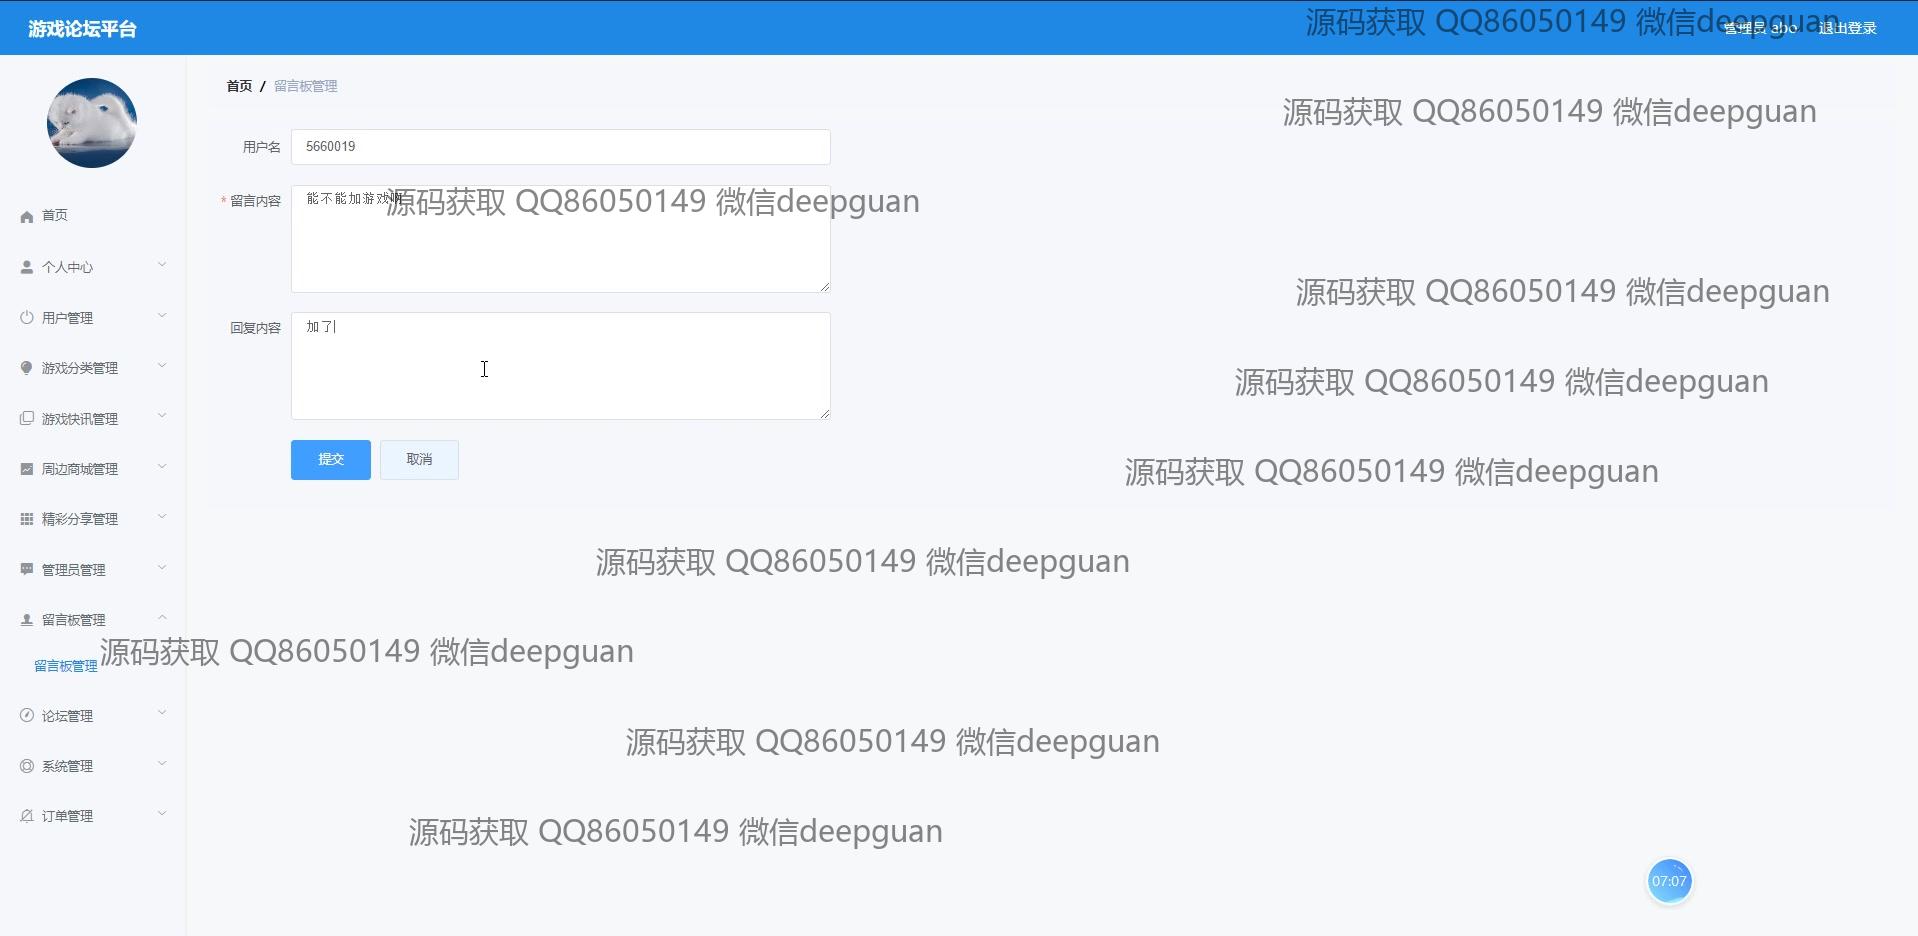 游戏论坛平台
源码获取 QQ86050149 微信deepguan
管理员 abo 退出登录
首页 / 留言板管理
源码获取 QQ86050149 微信deepguan
用户名 5660019
* 留言内容 能不能加游戏啊
源码获取 QQ86050149 微信deepguan
首页
个人中心
用户管理
源码获取 QQ86050149 微信deepguan
回复内容 加了
游戏分类管理
源码获取 QQ86050149 微信deepguan
游戏快讯管理
提交 取消
周边商城管理
源码获取 QQ86050149 微信deepguan
精彩分享管理
管理员管理
源码获取 QQ86050149 微信deepguan
留言板管理
留言板管理
源码获取 QQ86050149 微信deepguan
论坛管理
源码获取 QQ86050149 微信deepguan
系统管理
订单管理
源码获取 QQ86050149 微信deepguan
07:07